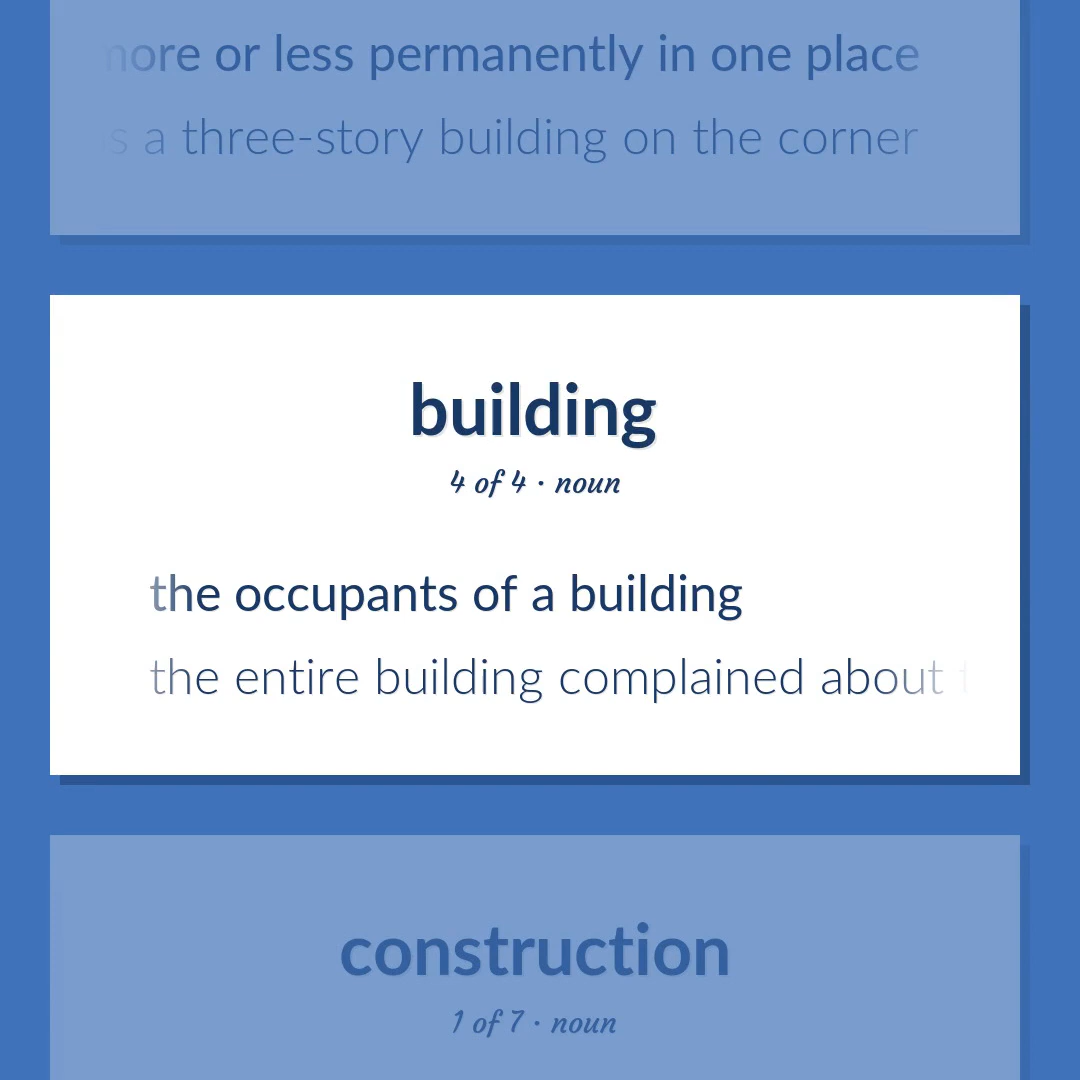 more or less permanently in one place
a three-story building on the corner
building
4 of 4 · noun
the occupants of a building
the entire building complained about
construction
1 of 7 · noun